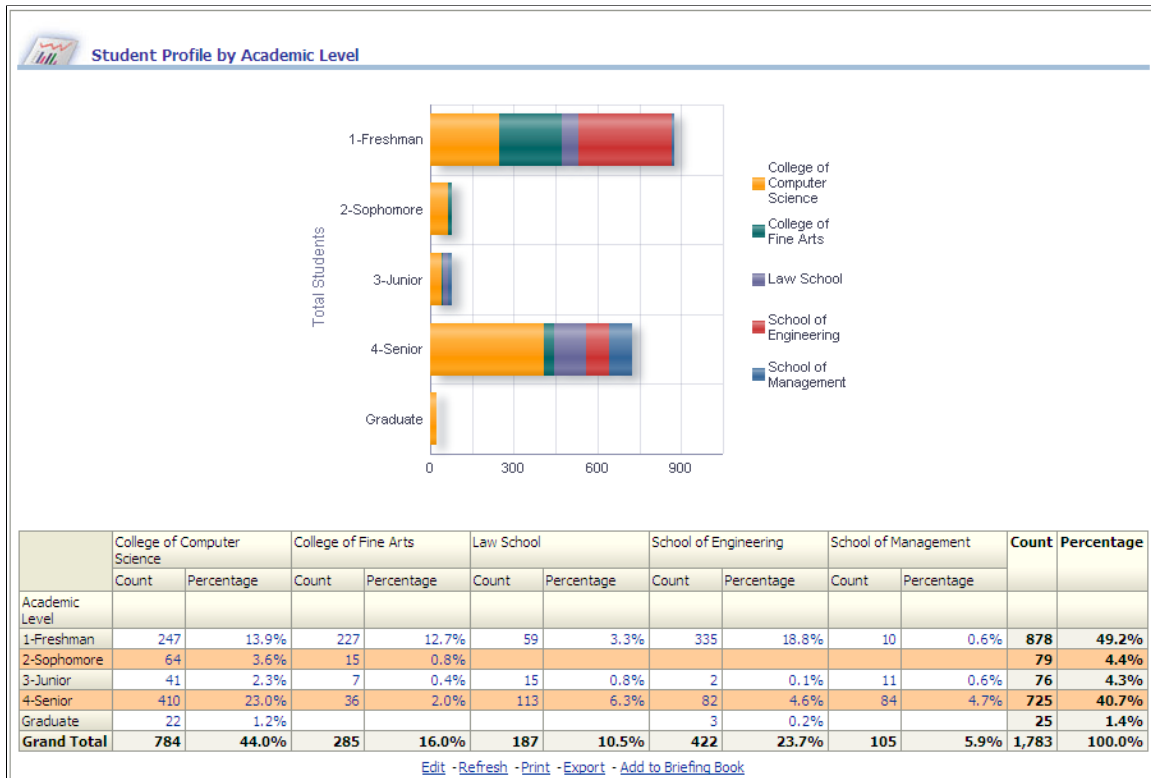 Student Profile by Academic Level
1-Freshman
2-Sophomore
3-Junior
4-Senior
Graduate
Total Students
0 300 600 900
College of
Computer
Science
College of
Fine Arts
Law School
School of
Engineering
School of
Management
College of Computer Science College of Fine Arts Law School School of Engineering School of Management Count Percentage
Count Percentage Count Percentage Count Percentage Count Percentage Count Percentage
Academic
Level
1-Freshman 247 13.9% 227 12.7% 59 3.3% 335 18.8% 10 0.6% 878 49.2%
2-Sophomore 64 3.6% 15 0.8% 79 4.4%
3-Junior 41 2.3% 7 0.4% 15 0.8% 2 0.1% 11 0.6% 76 4.3%
4-Senior 410 23.0% 36 2.0% 113 6.3% 82 4.6% 84 4.7% 725 40.7%
Graduate 22 1.2% 3 0.2% 25 1.4%
Grand Total 784 44.0% 285 16.0% 187 10.5% 422 23.7% 105 5.9% 1,783 100.0%
Edit - Refresh - Print - Export - Add to Briefing Book